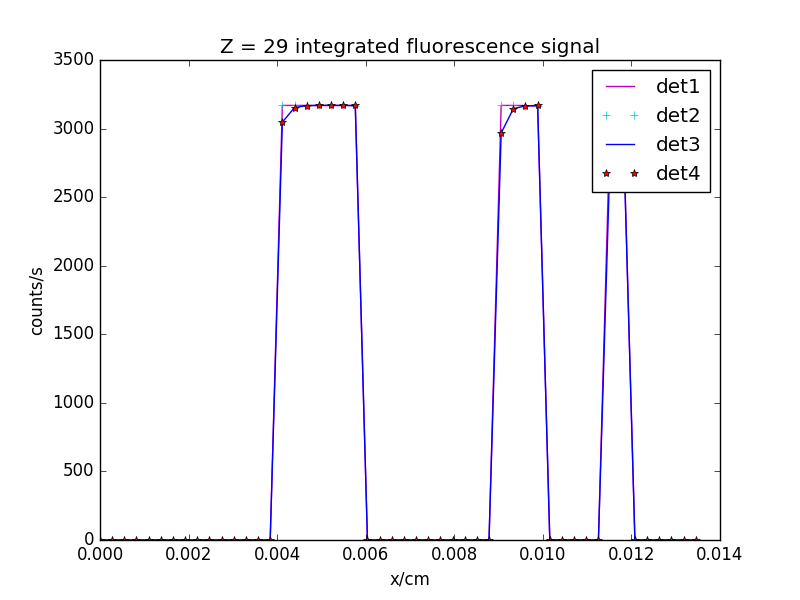 Z = 29 integrated fluorescence signal
3500
3000
2500
2000
1500
1000
500
0
counts/s
det1
det2
det3
det4
0.000 0.002 0.004 0.006 0.008 0.010 0.012 0.014
x/cm